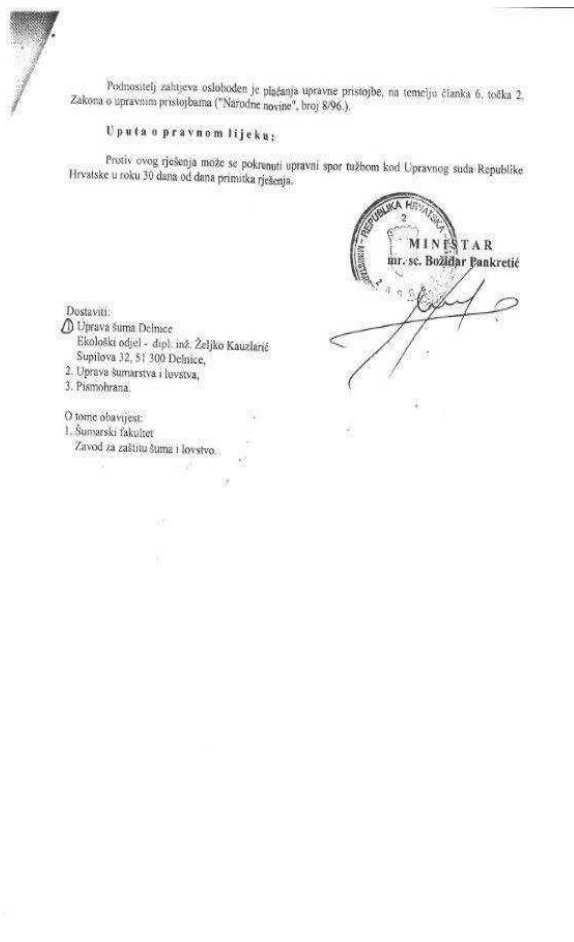 Podnositelj zahtjeva oslobođen je plaćanja upravne pristojbe, na temelju članka 6. točka 2.
Zakona o upravnim pristojbama ("Narodne novine", broj 8/96.).
Uputa o pravnom lijeku:
Protiv ovog rješenja može se pokrenuti upravni spor tužbom kod Upravnog suda Republike
Hrvatske u roku 30 dana od dana primitka rješenja.
REPUBLIKA HRVATSKA
2
MINISTAR
mr. sc. Božidar Pankretić
Dostaviti:
1 Uprava šuma Delnice
Ekološki odjel - dipl. inž. Željko Kauzlarić
Supilova 32, 51 300 Delnice,
2. Uprava šumarstva i lovstva,
3. Pismohrana.
O tome obavijest:
1. Šumarski fakultet
Zavod za zaštitu šuma i lovstvo.